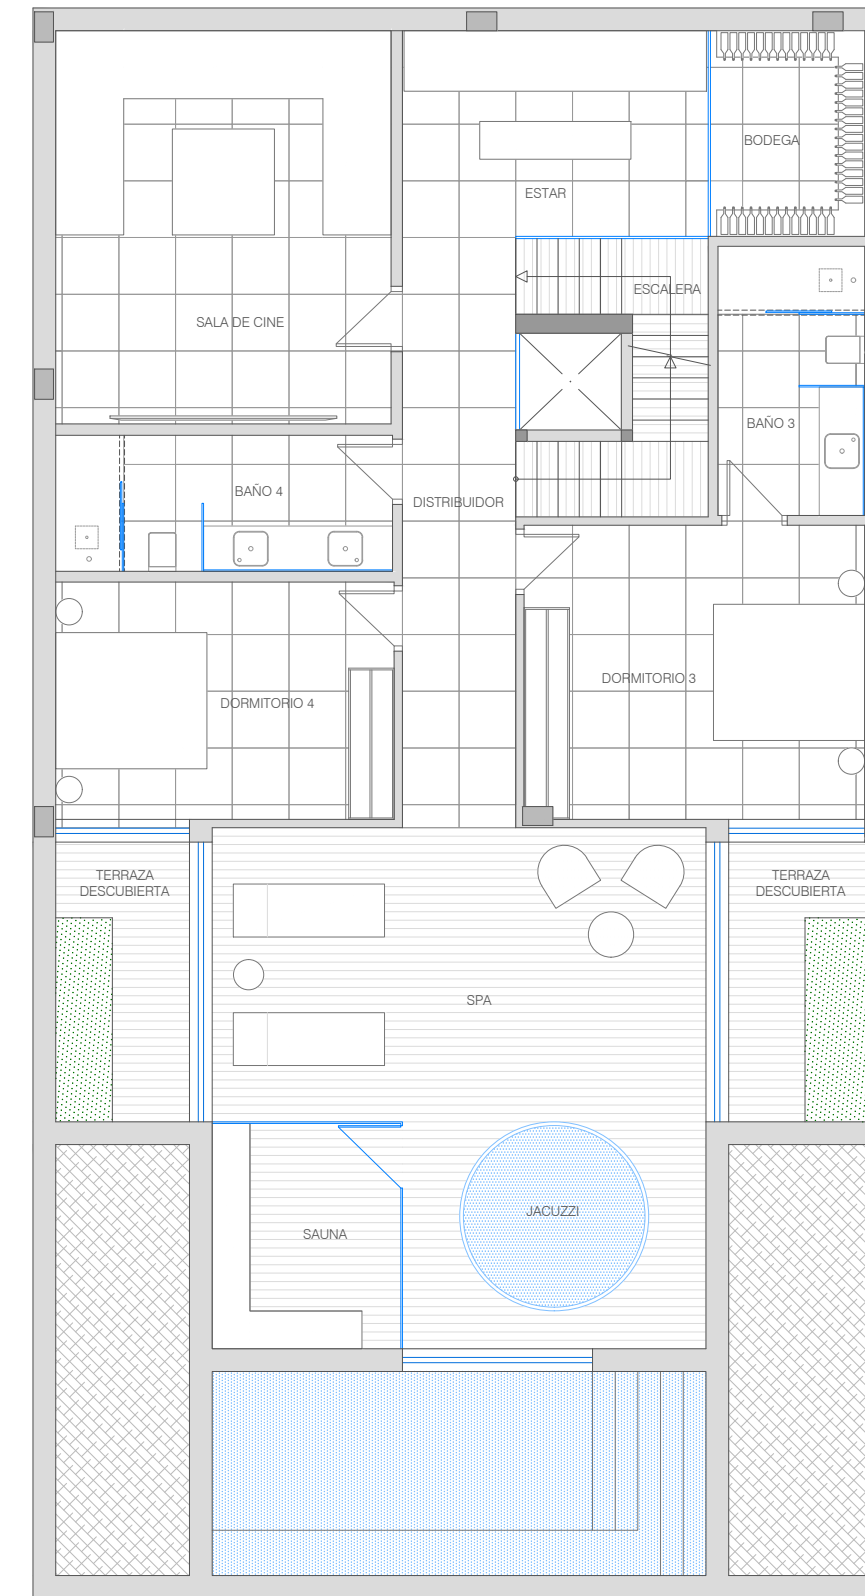 BODEGA
ESTAR
ESCALERA
SALA DE CINE
BAÑO 3
BAÑO 4
DISTRIBUIDOR
DORMITORIO 3
DORMITORIO 4
TERRAZA
DESCUBIERTA
TERRAZA
DESCUBIERTA
SPA
JACUZZI
SAUNA